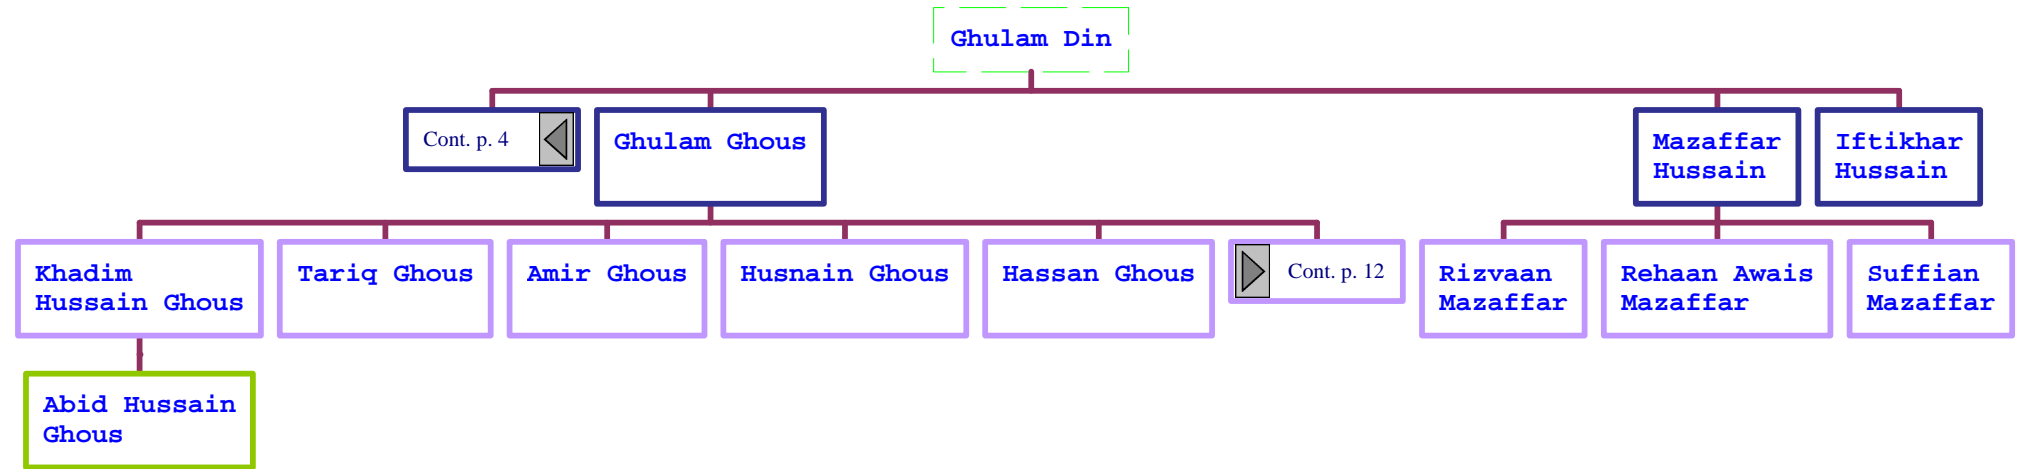 Ghulam Din
Cont. p. 4
Ghulam Ghous
Mazaffar
Hussain
Iftikhar
Hussain
Khadim
Hussain Ghous
Tariq Ghous
Amir Ghous
Husnain Ghous
Hassan Ghous
Cont. p. 12
Rizvaan
Mazaffar
Rehaan Awais
Mazaffar
Suffian
Mazaffar
Abid Hussain
Ghous